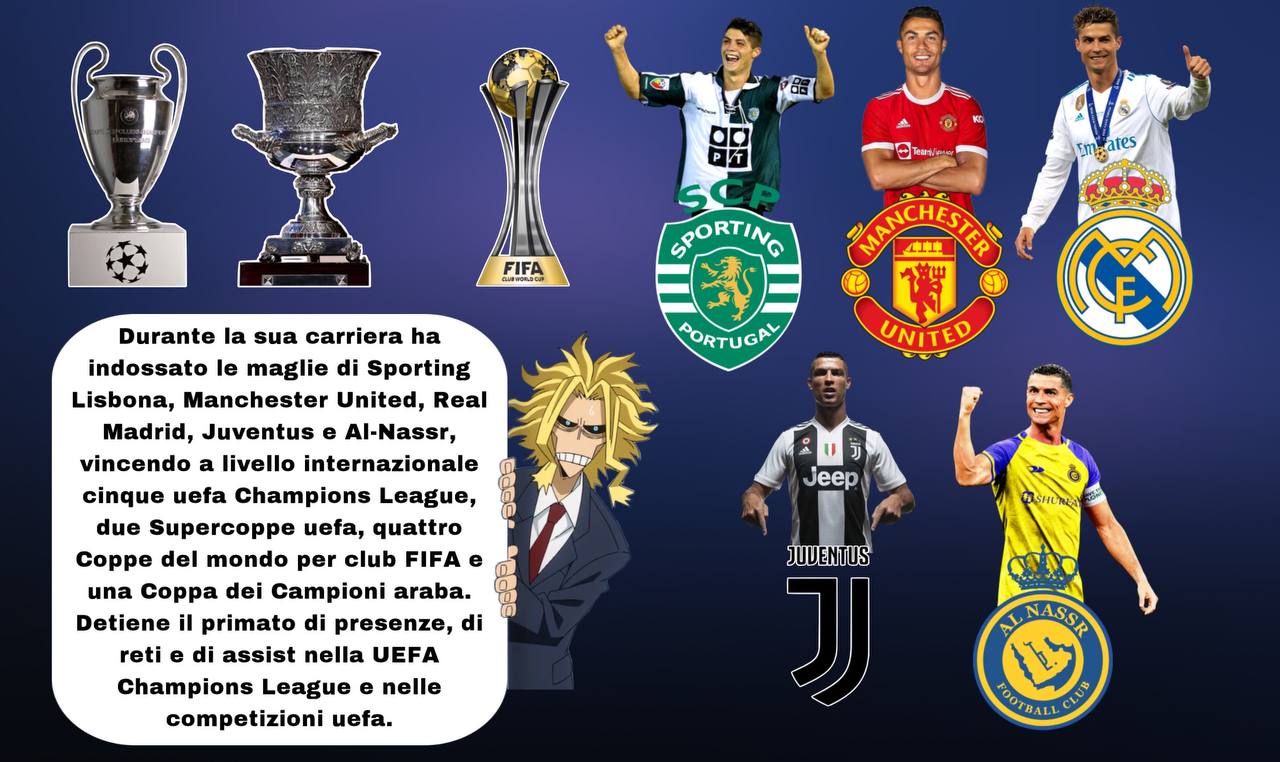 FIFA
CLUB WORLD CUP
PT
SCP
SPORTING
PORTUGAL
TeamViewer
MANCHESTER
UNITED
Emirates
Durante la sua carriera ha
indossato le maglie di Sporting
Lisbona, Manchester United, Real
Madrid, Juventus e Al-Nassr,
vincendo a livello internazionale
cinque uefa Champions League,
due Supercoppe uefa, quattro
Coppe del mondo per club FIFA e
una Coppa dei Campioni araba.
Detiene il primato di presenze, di
reti e di assist nella UEFA
Champions League e nelle
competizioni uefa.
Jeep
JUVENTUS
AL NASSR
FOOTBALL CLUB